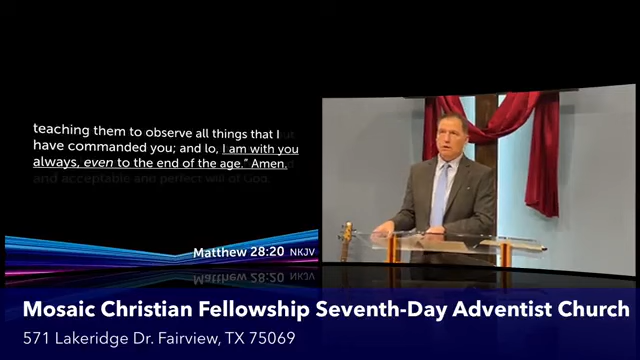 teaching them to observe all things that I
have commanded you; and lo, I am with you
always, even to the end of the age." Amen.
and acceptable and perfect will of God.
Matthew 28:20 NKJV
Mosaic Christian Fellowship Seventh-Day Adventist Church
571 Lakeridge Dr. Fairview, TX 75069